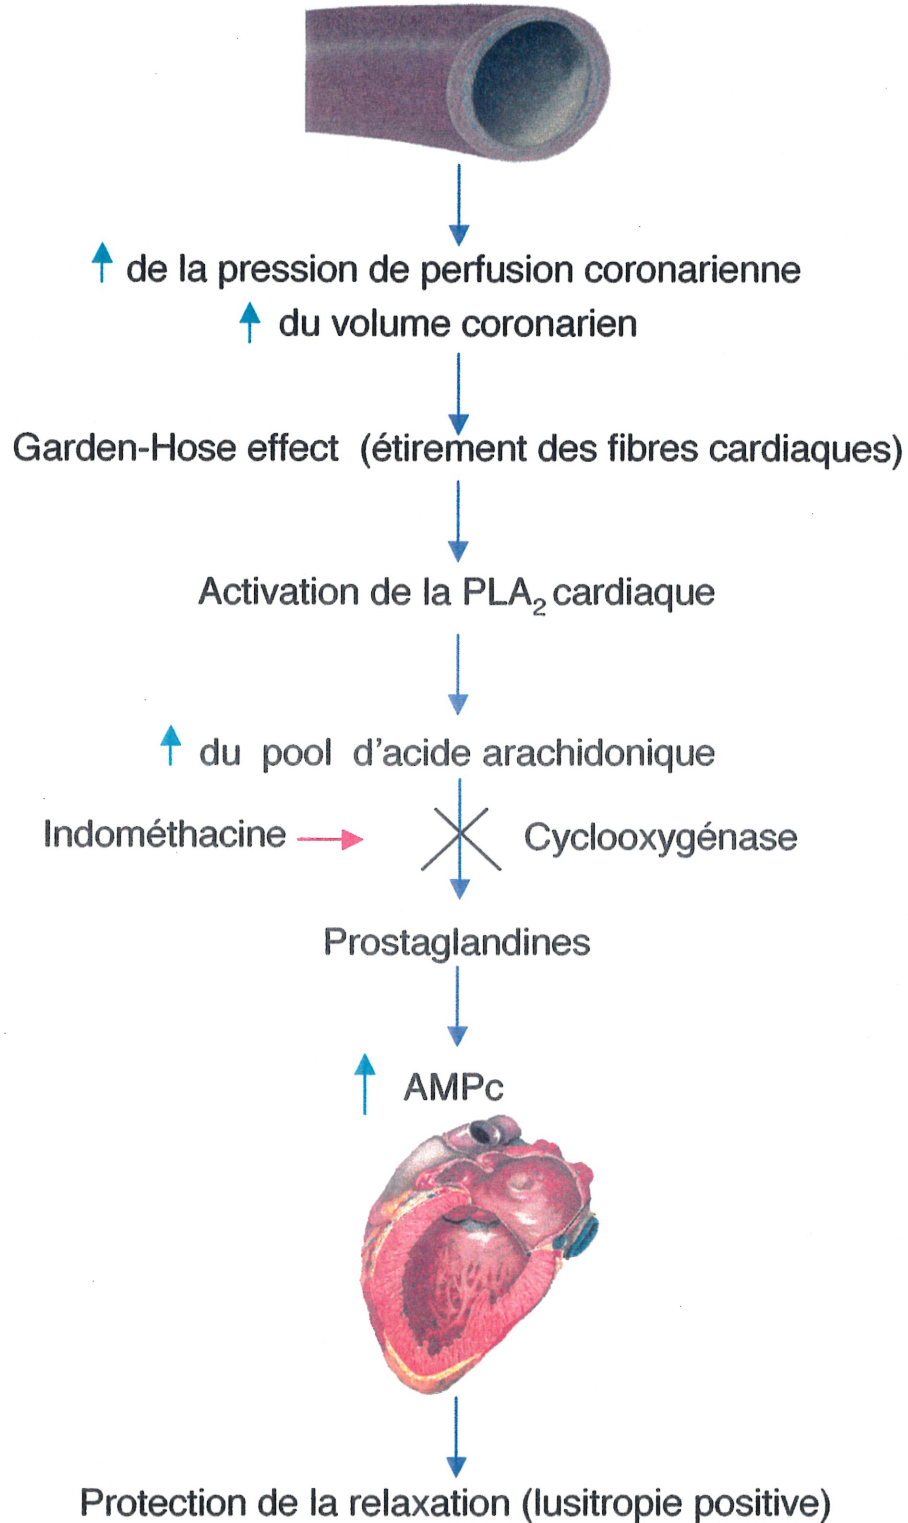 de la pression de perfusion coronarienne
du volume coronarien
Garden-Hose effect (étirement des fibres cardiaques)
Activation de la PLA2 cardiaque
du pool d'acide arachidonique
Indométhacine Cyclooxygénase
Prostaglandines
AMPc
Protection de la relaxation (lusitropie positive)